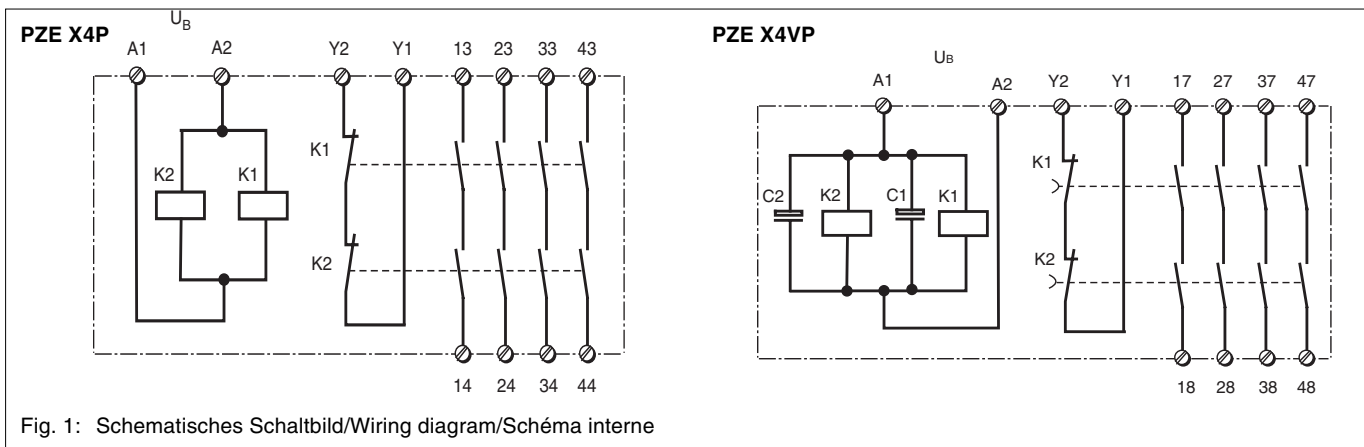 PZE X4P
UB
A1 A2 Y2 Y1 13 23 33 43
K1
K2 K1
K2
14 24 34 44
PZE X4VP
UB
A1 A2 Y2 Y1 17 27 37 47
K1
C2 K2 C1 K1
K2
18 28 38 48
Fig. 1: Schematisches Schaltbild/Wiring diagram/Schéma interne